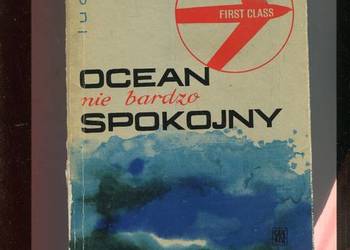 FIRST CLASS
OCEAN
nie bardzo
SPOKOJNY